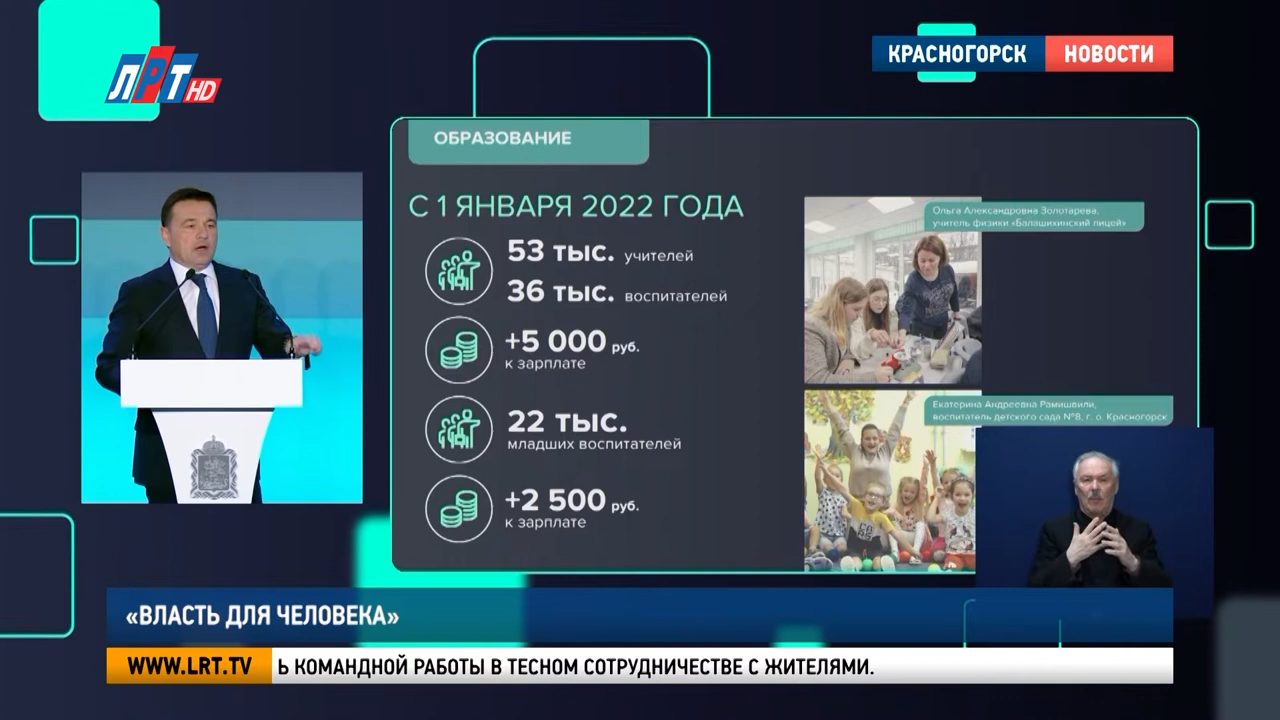 ЛРТ HD
КРАСНОГОРСК НОВОСТИ
ОБРАЗОВАНИЕ
С 1 ЯНВАРЯ 2022 ГОДА
53 тыс. учителей
36 тыс. воспитателей
+5 000 руб.
к зарплате
22 тыс.
младших воспитателей
+2 500 руб.
к зарплате
Ольга Александровна Золотарева,
учитель физики «Балашихинский лицей»
Екатерина Андреевна Рамишвили,
воспитатель детского сада №8, г. о. Красногорск
«ВЛАСТЬ ДЛЯ ЧЕЛОВЕКА»
WWW.LRT.TV Ь КОМАНДНОЙ РАБОТЫ В ТЕСНОМ СОТРУДНИЧЕСТВЕ С ЖИТЕЛЯМИ.